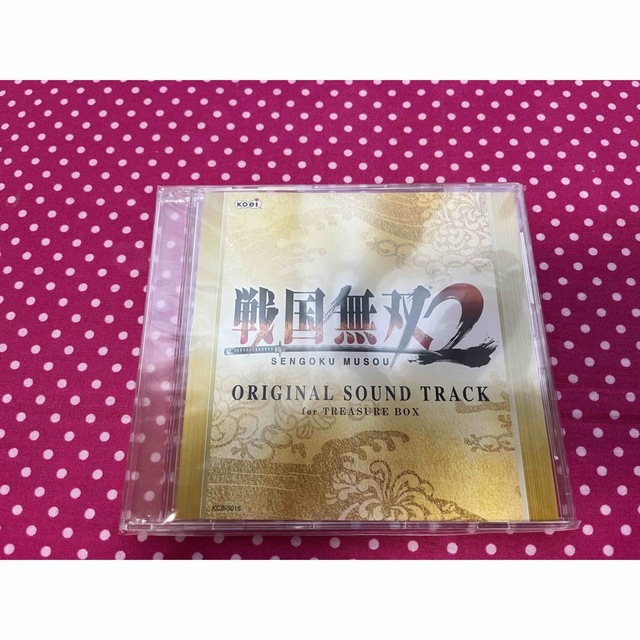 KOEI
戦国無双2
SENGOKU MUSOU
ORIGINAL SOUND TRACK
for TREASURE BOX